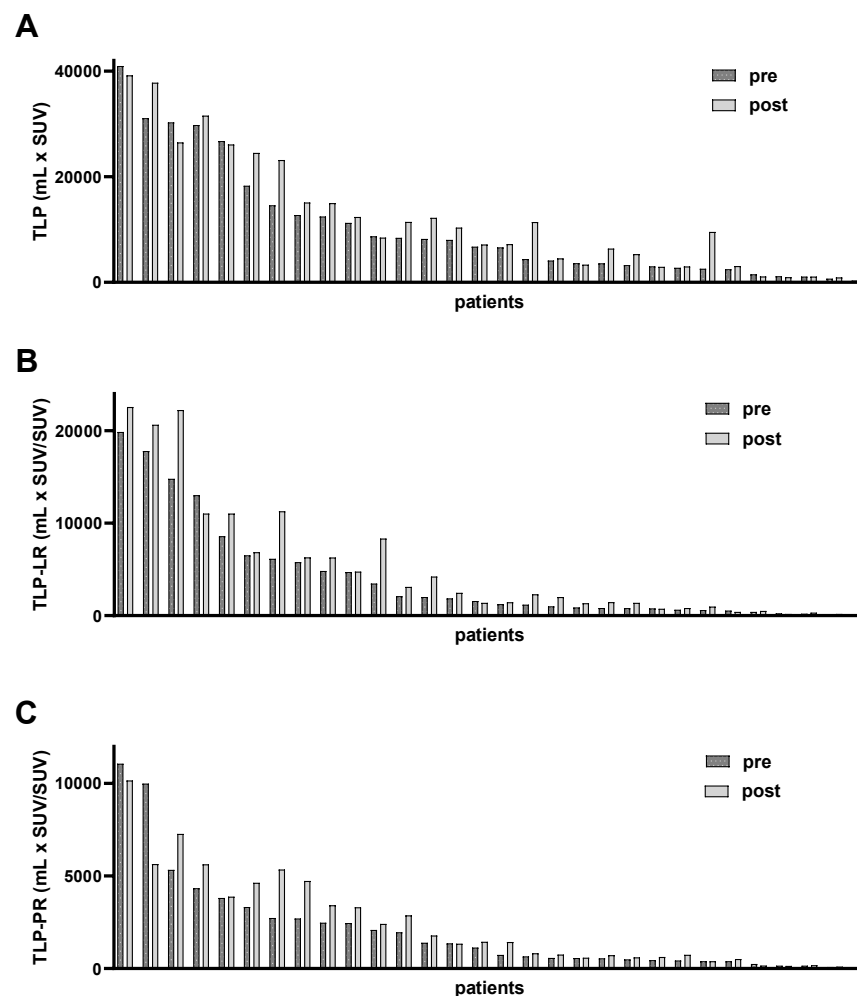 A
TLP (mL x SUV)
40000
20000
0
pre
post
patients
B
TLP-LR (mL x SUV/SUV)
20000
10000
0
pre
post
patients
C
TLP-PR (mL x SUV/SUV)
10000
5000
0
pre
post
patients